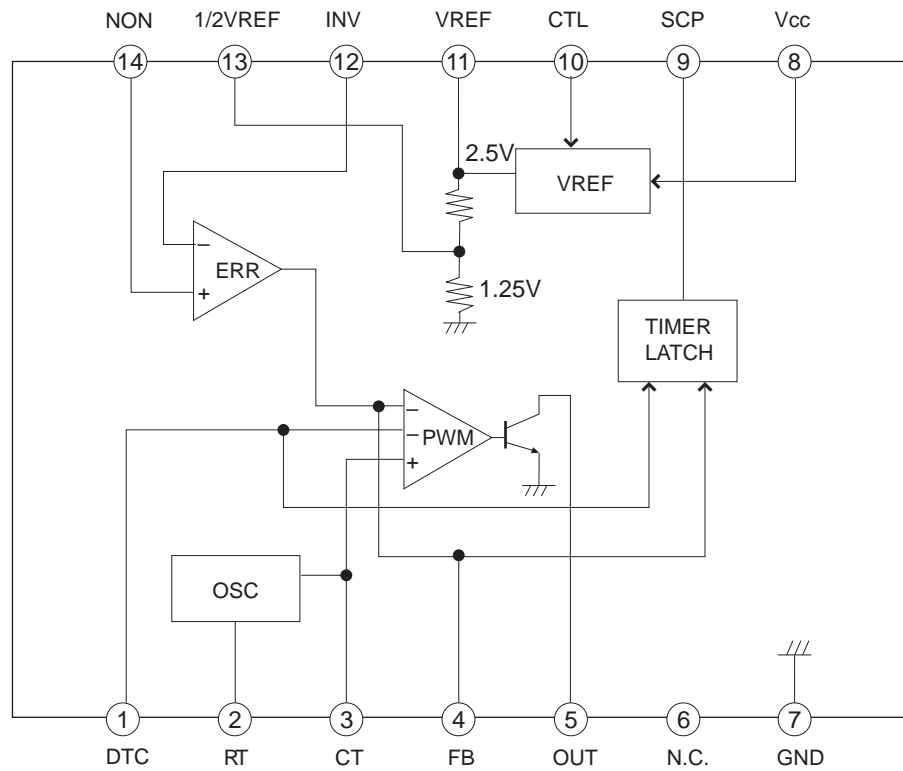 NON 1/2VREF INV VREF CTL SCP Vcc
14 13 12 11 10 9 8
2.5V
VREF
− ERR
+
1.25V
TIMER
LATCH
−
− PWM
+
OSC
1 2 3 4 5 6 7
DTC RT CT FB OUT N.C. GND